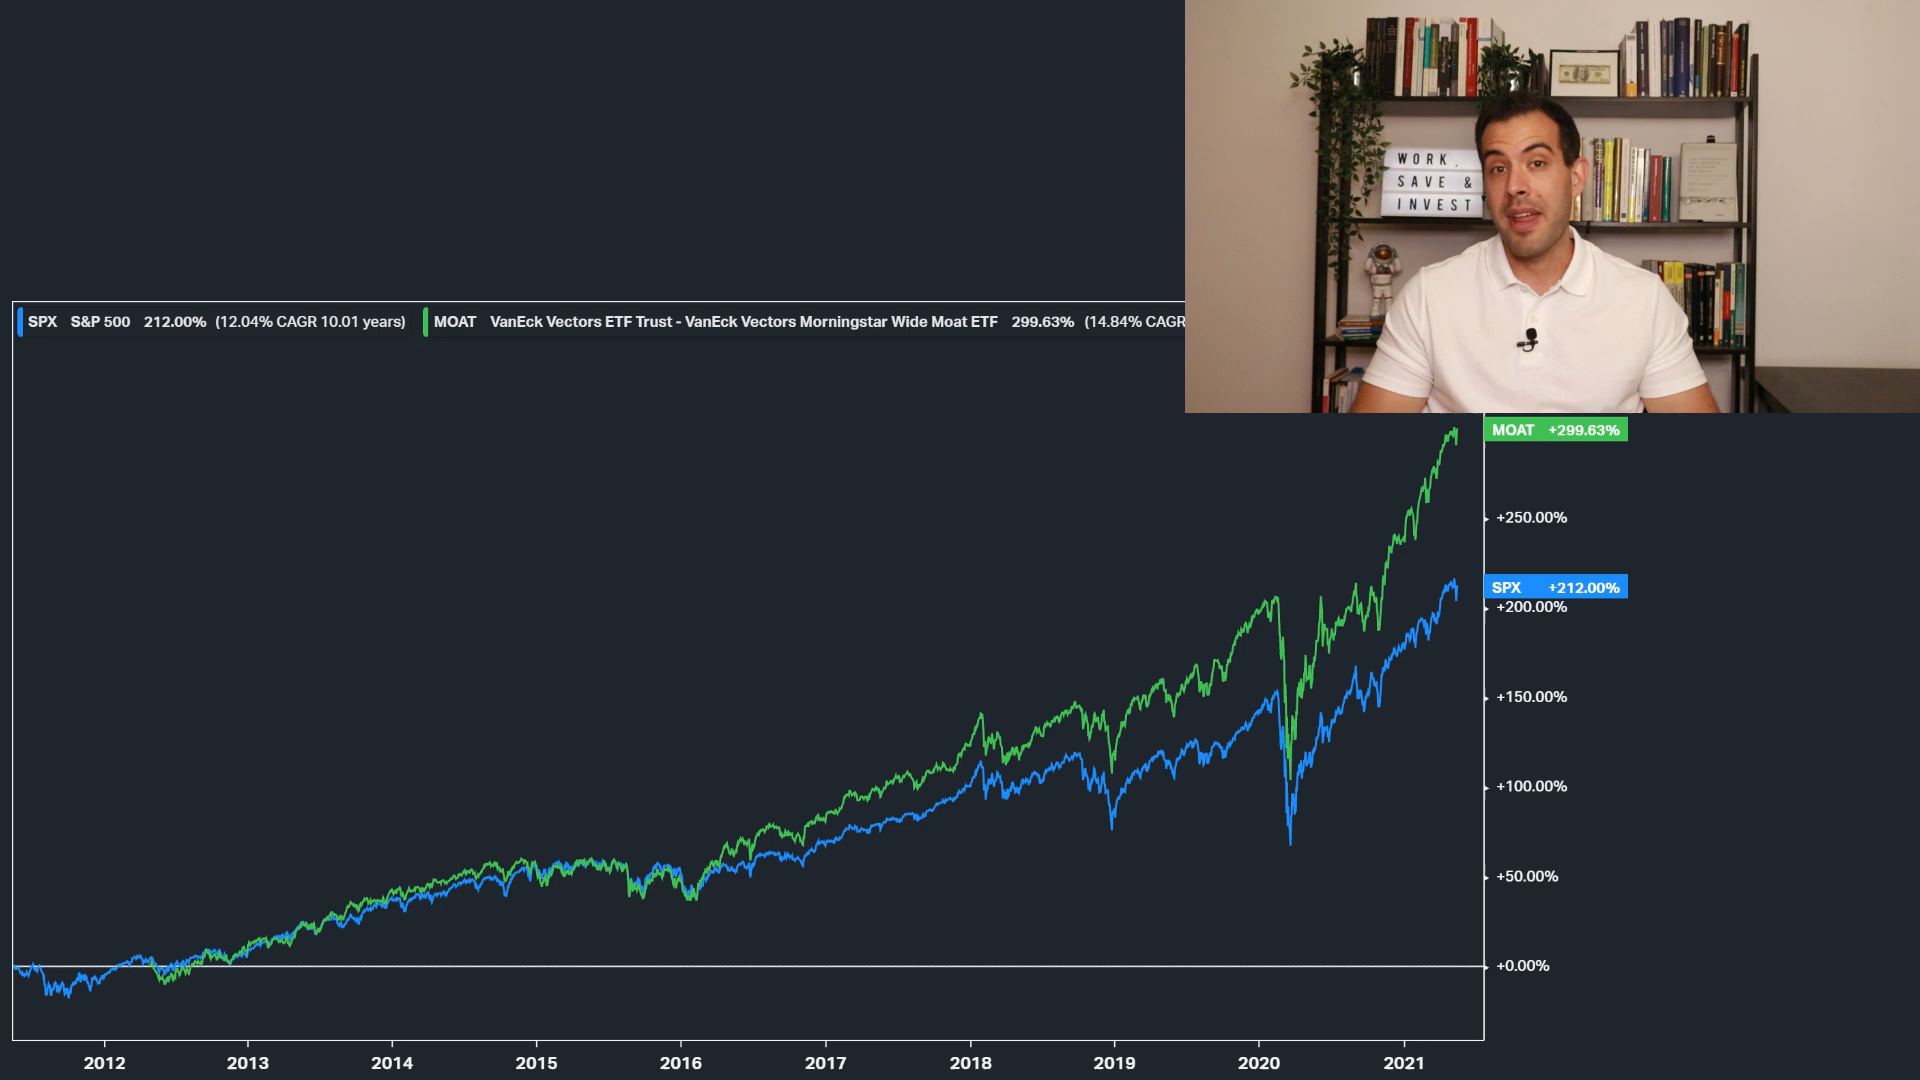 WORK,
SAVE &
INVEST
SPX S&P 500 212.00% (12.04% CAGR 10.01 years) MOAT VanEck Vectors ETF Trust - VanEck Vectors Morningstar Wide Moat ETF 299.63% (14.84% CAGR
MOAT +299.63%
+250.00%
SPX +212.00%
+200.00%
+150.00%
+100.00%
+50.00%
+0.00%
2012 2013 2014 2015 2016 2017 2018 2019 2020 2021